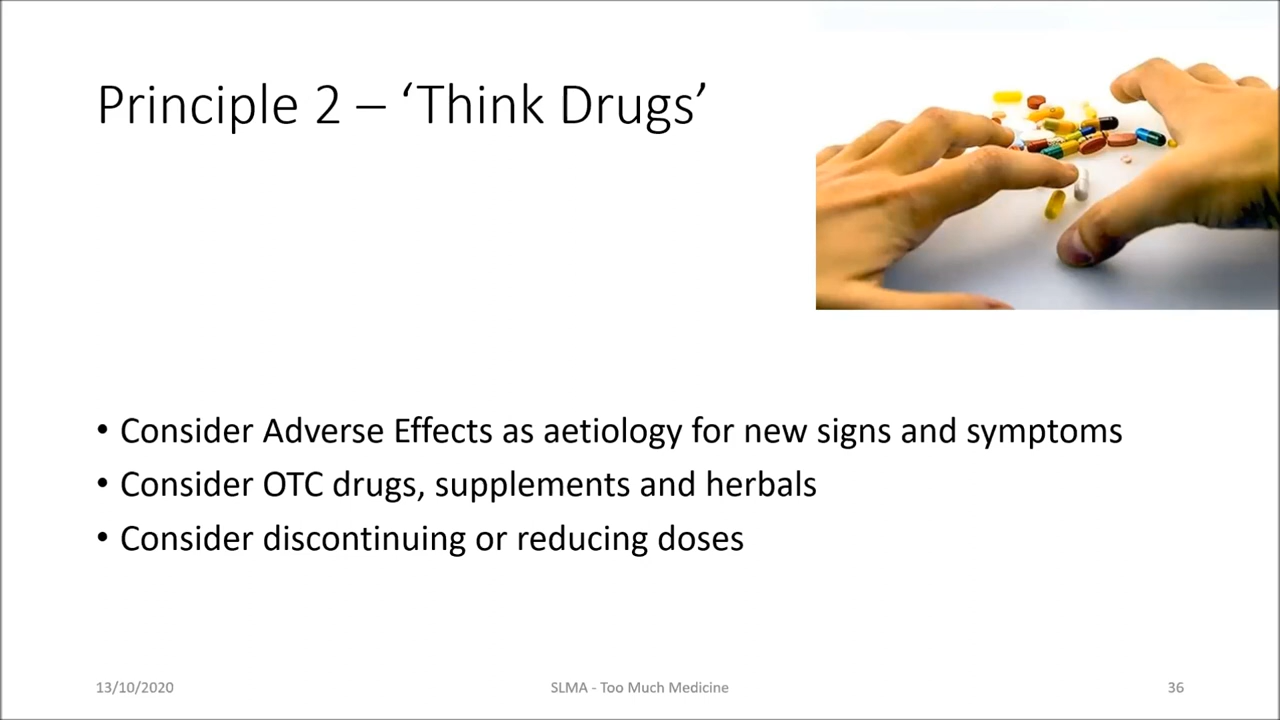 Principle 2 – ‘Think Drugs’
• Consider Adverse Effects as aetiology for new signs and symptoms
• Consider OTC drugs, supplements and herbals
• Consider discontinuing or reducing doses
13/10/2020
SLMA - Too Much Medicine
36